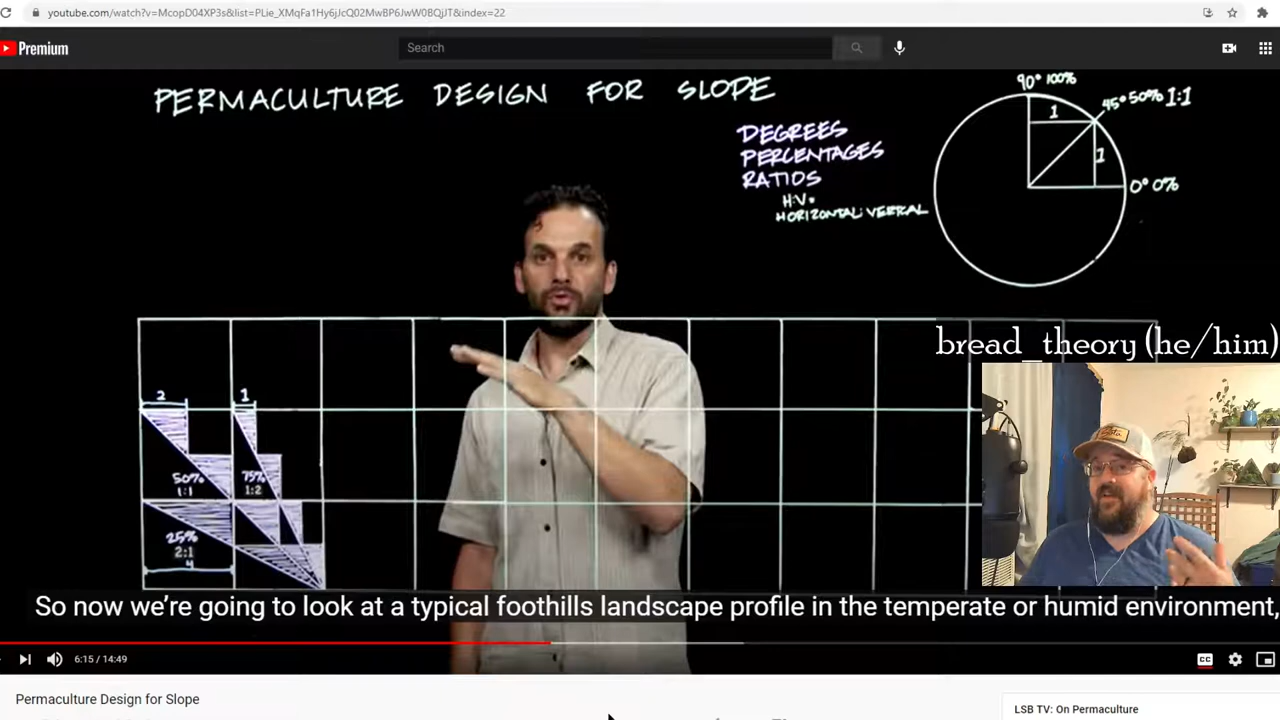 youtube.com/watch?v=McopD04XP3s&list=PLie_XMqFa1Hy6jJcQ02MwBP6JwW0BQjJT&index=22
Premium
Search
PERMACULTURE DESIGN FOR SLOPE
DEGREES
PERCENTAGES
RATIOS
H:V=
HORIZONTAL:VERTICAL
90° 100%
45° 50% 1:1
1
1
0° 0%
bread_theory (he/him)
2
1
50%
1:1
75%
1:2
25%
2:1
4
So now we're going to look at a typical foothills landscape profile in the temperate or humid environment,
6:15 / 14:49
CC
Permaculture Design for Slope
LSB TV: On Permaculture